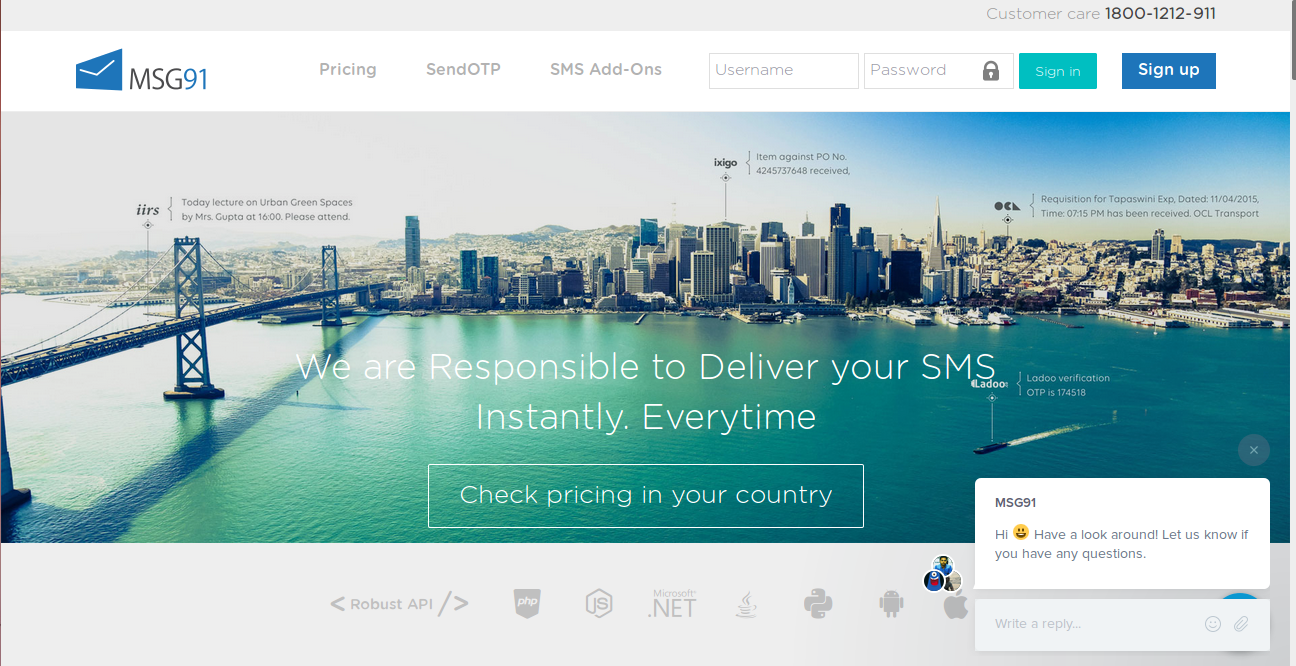 Customer care 1800-1212-911
MSG91
Pricing
SendOTP
SMS Add-Ons
Username
Password
Sign in
Sign up
iirs
Today lecture on Urban Green Spaces
by Mrs. Gupta at 16:00. Please attend.
ixigo
Item against PO No.
4245737648 received,
OCL
Requisition for Tapaswini Exp, Dated: 11/04/2015,
Time: 07:15 PM has been received. OCL Transport
We are Responsible to Deliver your SMS
Instantly. Everytime
Ladoo
Ladoo verification
OTP is 174518
Check pricing in your country
MSG91
Hi 😃 Have a look around! Let us know if
you have any questions.
< Robust API />
php
JS
Microsoft
.NET
Write a reply...